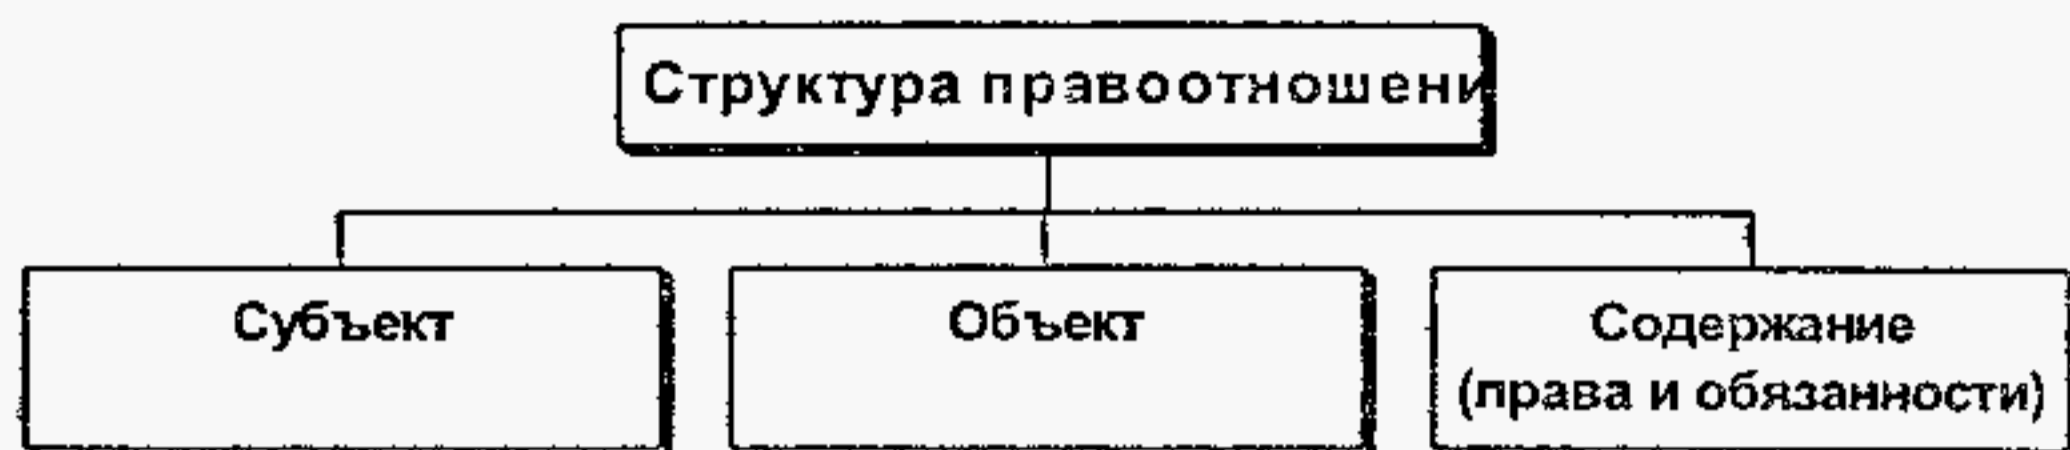 Структура правоотношени
Субъект
Объект
Содержание
(права и обязанности)